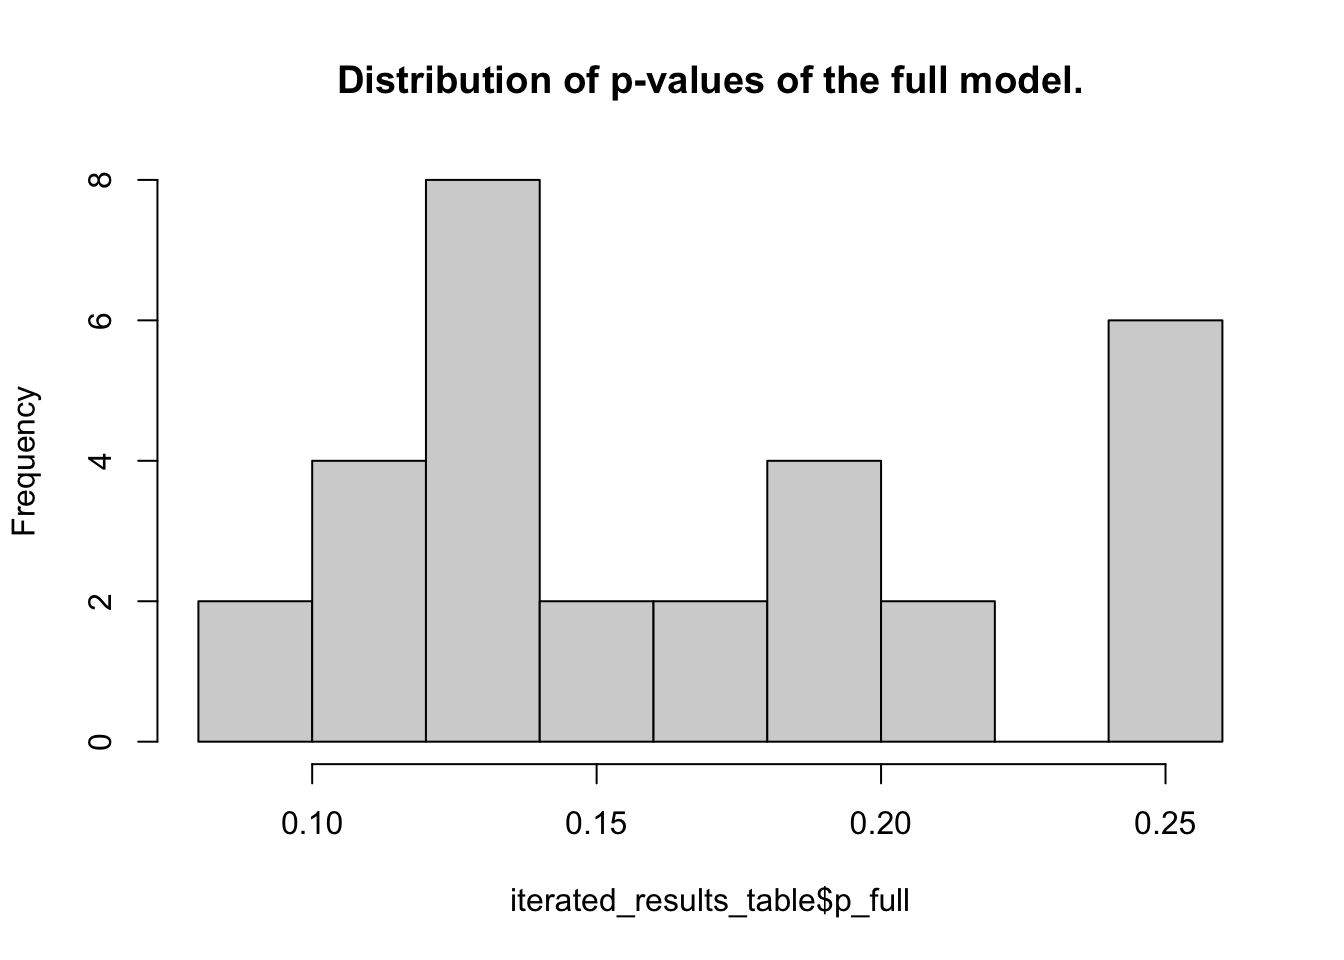 Distribution of p-values of the full model.
8
6
4
2
0
Frequency
0.10 0.15 0.20 0.25
iterated_results_table$p_full